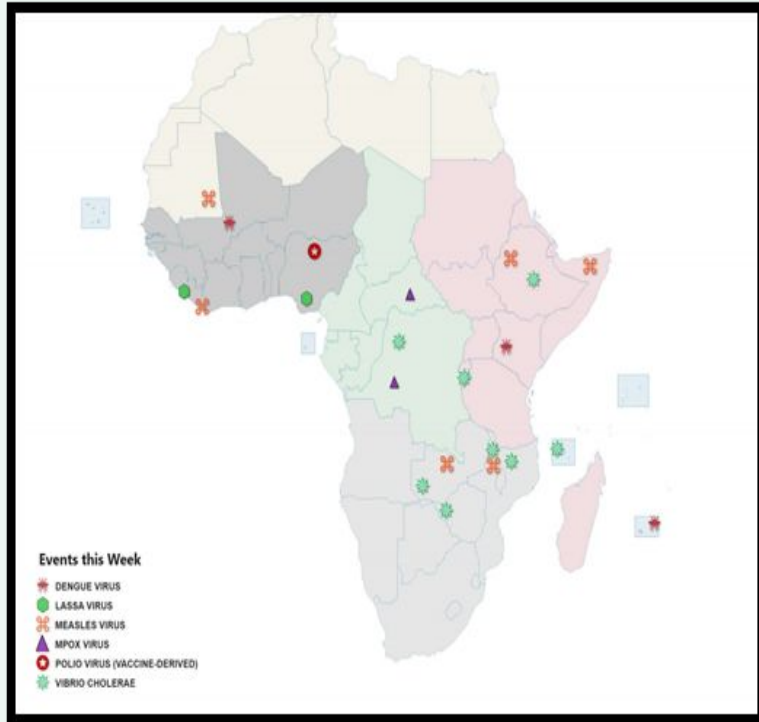 Events this Week
DENGUE VIRUS
LASSA VIRUS
MEASLES VIRUS
MPOX VIRUS
POLIO VIRUS (VACCINE-DERIVED)
VIBRIO CHOLERAE